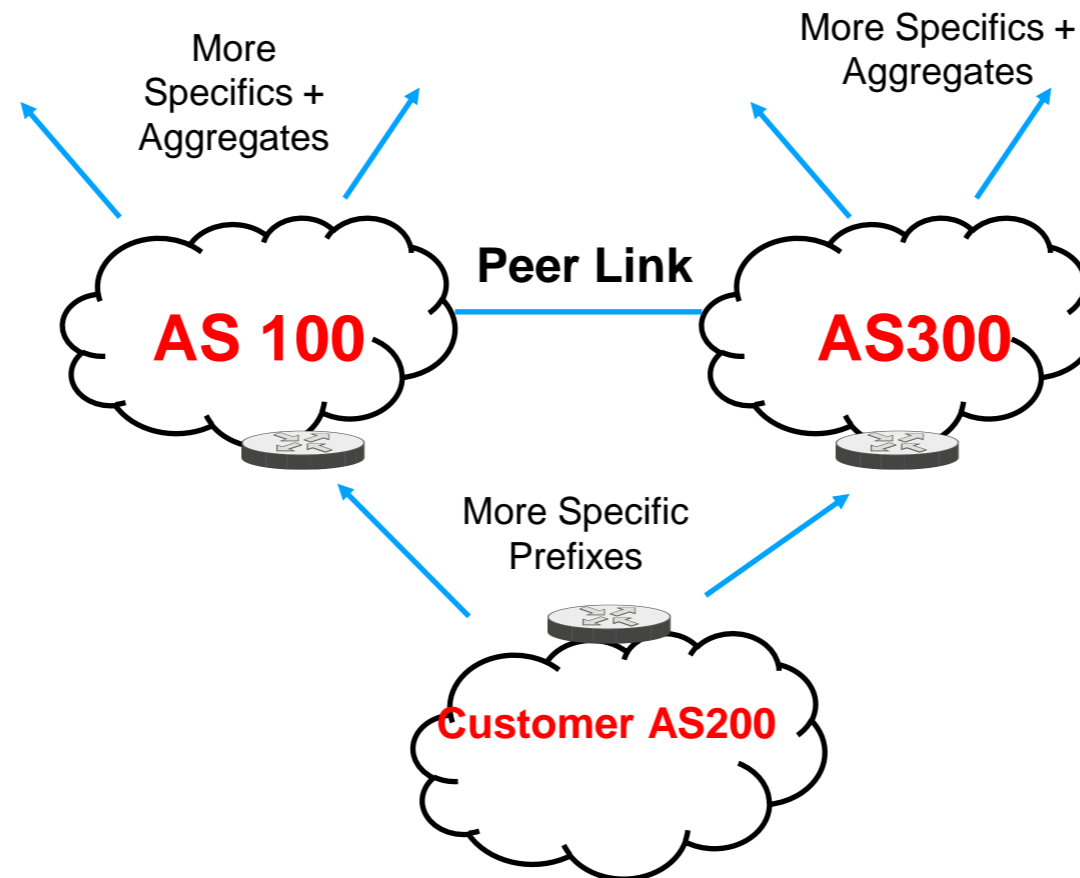 More
Specifics +
Aggregates
More Specifics +
Aggregates
Peer Link
AS 100
AS300
More Specific
Prefixes
Customer AS200